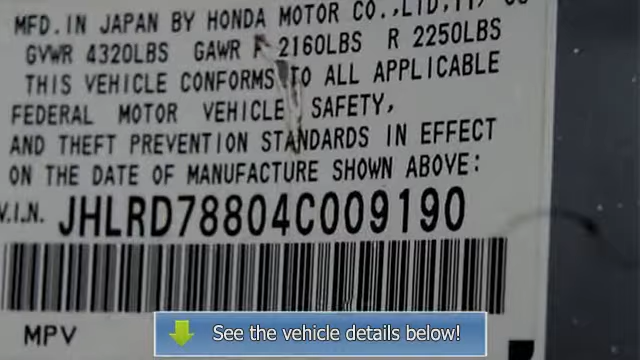 MFD. IN JAPAN BY HONDA MOTOR CO.,LTD.
GVWR 4320LBS GAWR F 2160LBS R 2250LBS
THIS VEHICLE CONFORMS TO ALL APPLICABLE
FEDERAL MOTOR VEHICLE SAFETY,
AND THEFT PREVENTION STANDARDS IN EFFECT
ON THE DATE OF MANUFACTURE SHOWN ABOVE:
V.I.N. JHLRD78804C009190
MPV
See the vehicle details below!